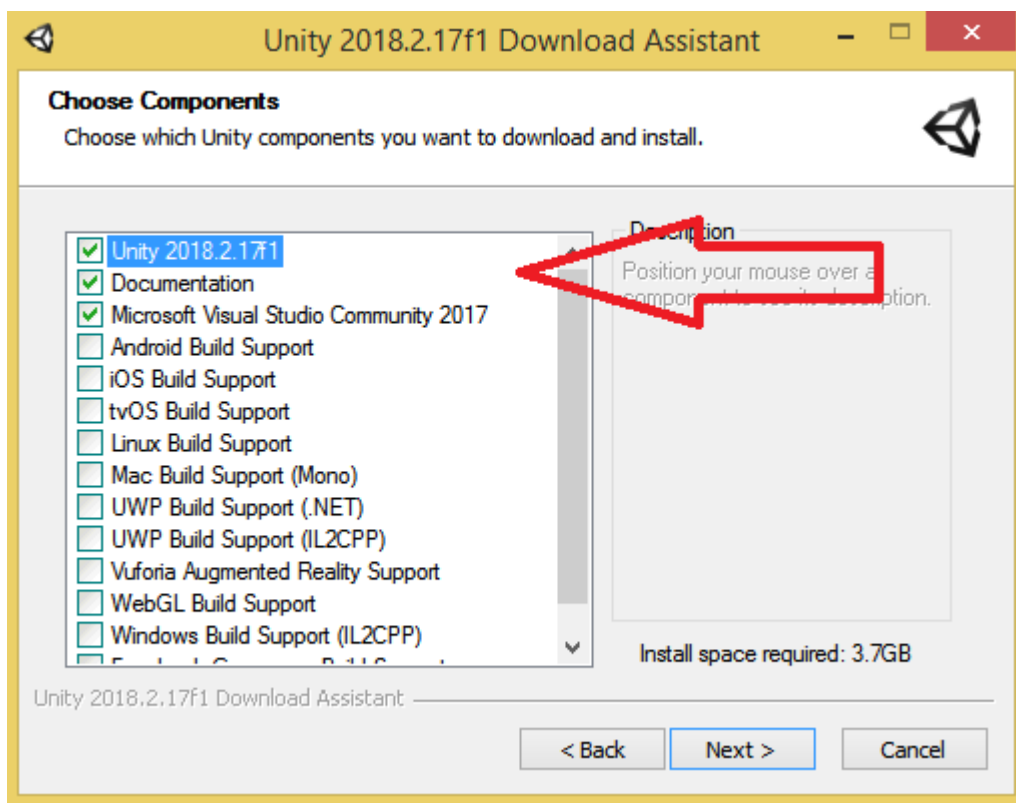 Unity 2018.2.17f1 Download Assistant
Choose Components
Choose which Unity components you want to download and install.
Unity 2018.2.17f1
Documentation
Microsoft Visual Studio Community 2017
Android Build Support
iOS Build Support
tvOS Build Support
Linux Build Support
Mac Build Support (Mono)
UWP Build Support (.NET)
UWP Build Support (IL2CPP)
Vuforia Augmented Reality Support
WebGL Build Support
Windows Build Support (IL2CPP)
Description
Position your mouse over a
component to see its description.
Install space required: 3.7GB
Unity 2018.2.17f1 Download Assistant
< Back
Next >
Cancel